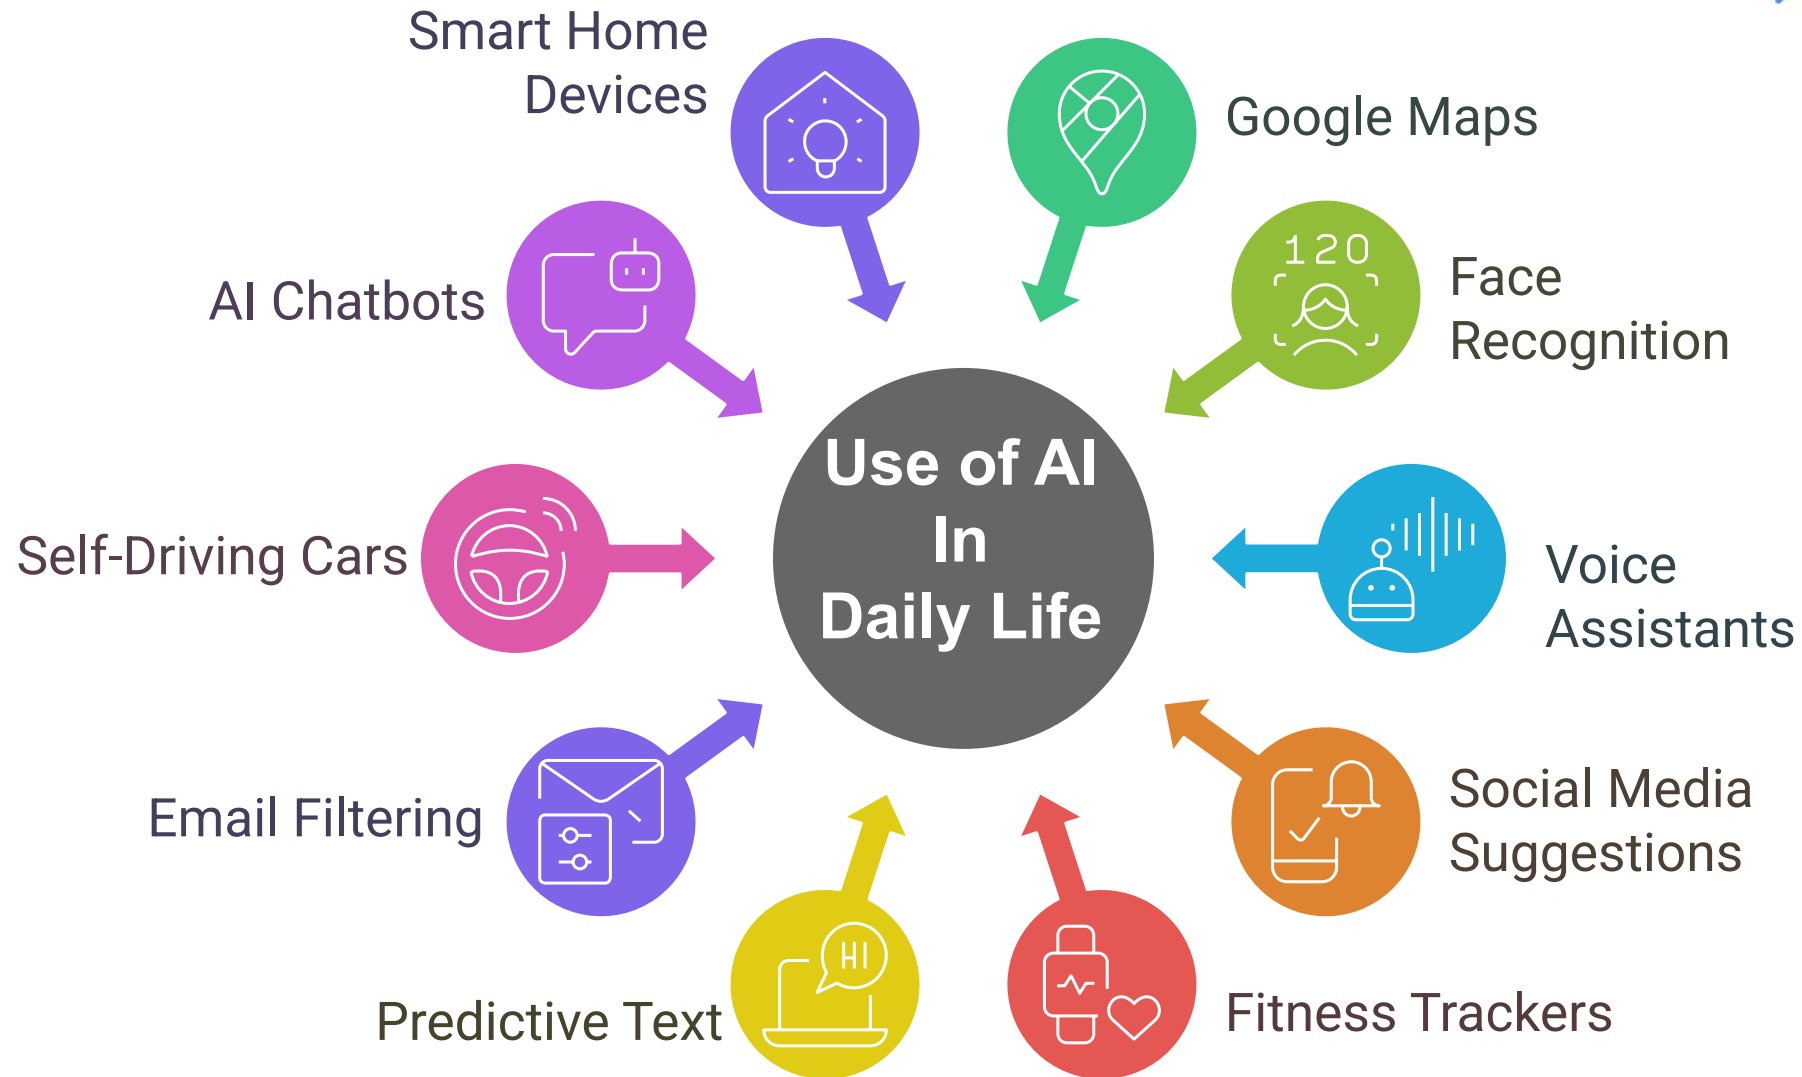 Smart Home
Devices
Google Maps
120
Face
Recognition
AI Chatbots
Use of AI
In
Daily Life
Self-Driving Cars
Voice
Assistants
Email Filtering
Social Media
Suggestions
HI
Predictive Text
Fitness Trackers